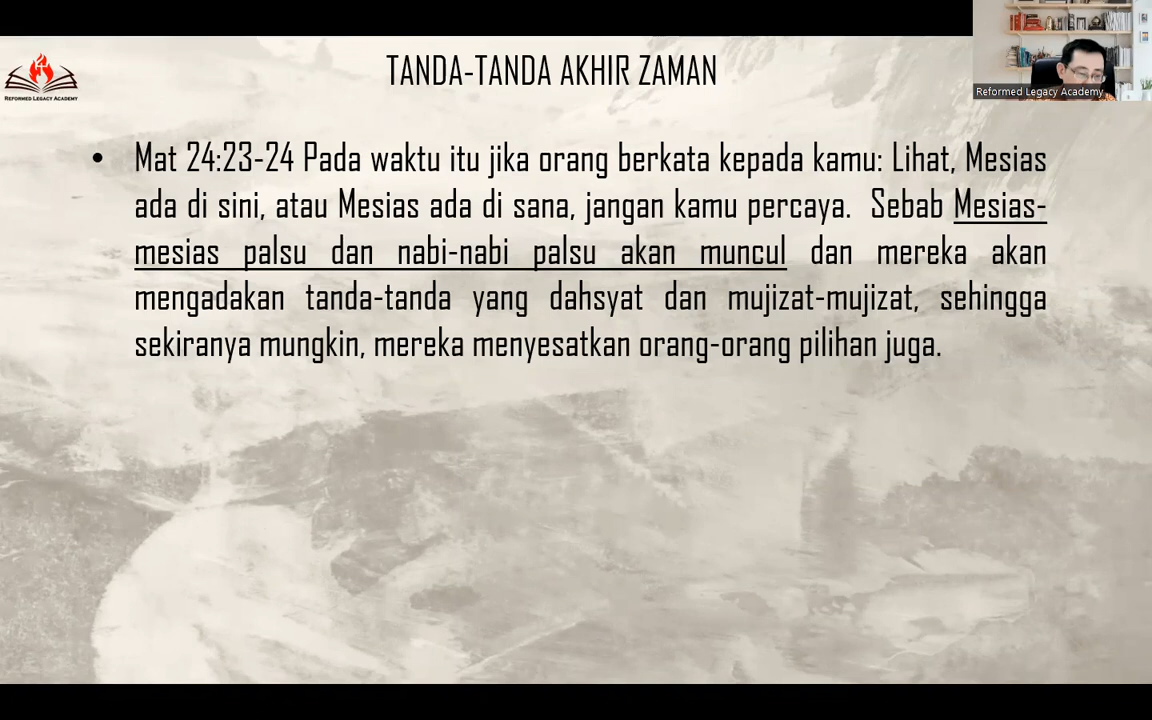 TANDA-TANDA AKHIR ZAMAN
REFORMED LEGACY ACADEMY
Reformed Legacy Academy
• Mat 24:23-24 Pada waktu itu jika orang berkata kepada kamu: Lihat, Mesias
ada di sini, atau Mesias ada di sana, jangan kamu percaya. Sebab Mesias-
mesias palsu dan nabi-nabi palsu akan muncul dan mereka akan
mengadakan tanda-tanda yang dahsyat dan mujizat-mujizat, sehingga
sekiranya mungkin, mereka menyesatkan orang-orang pilihan juga.